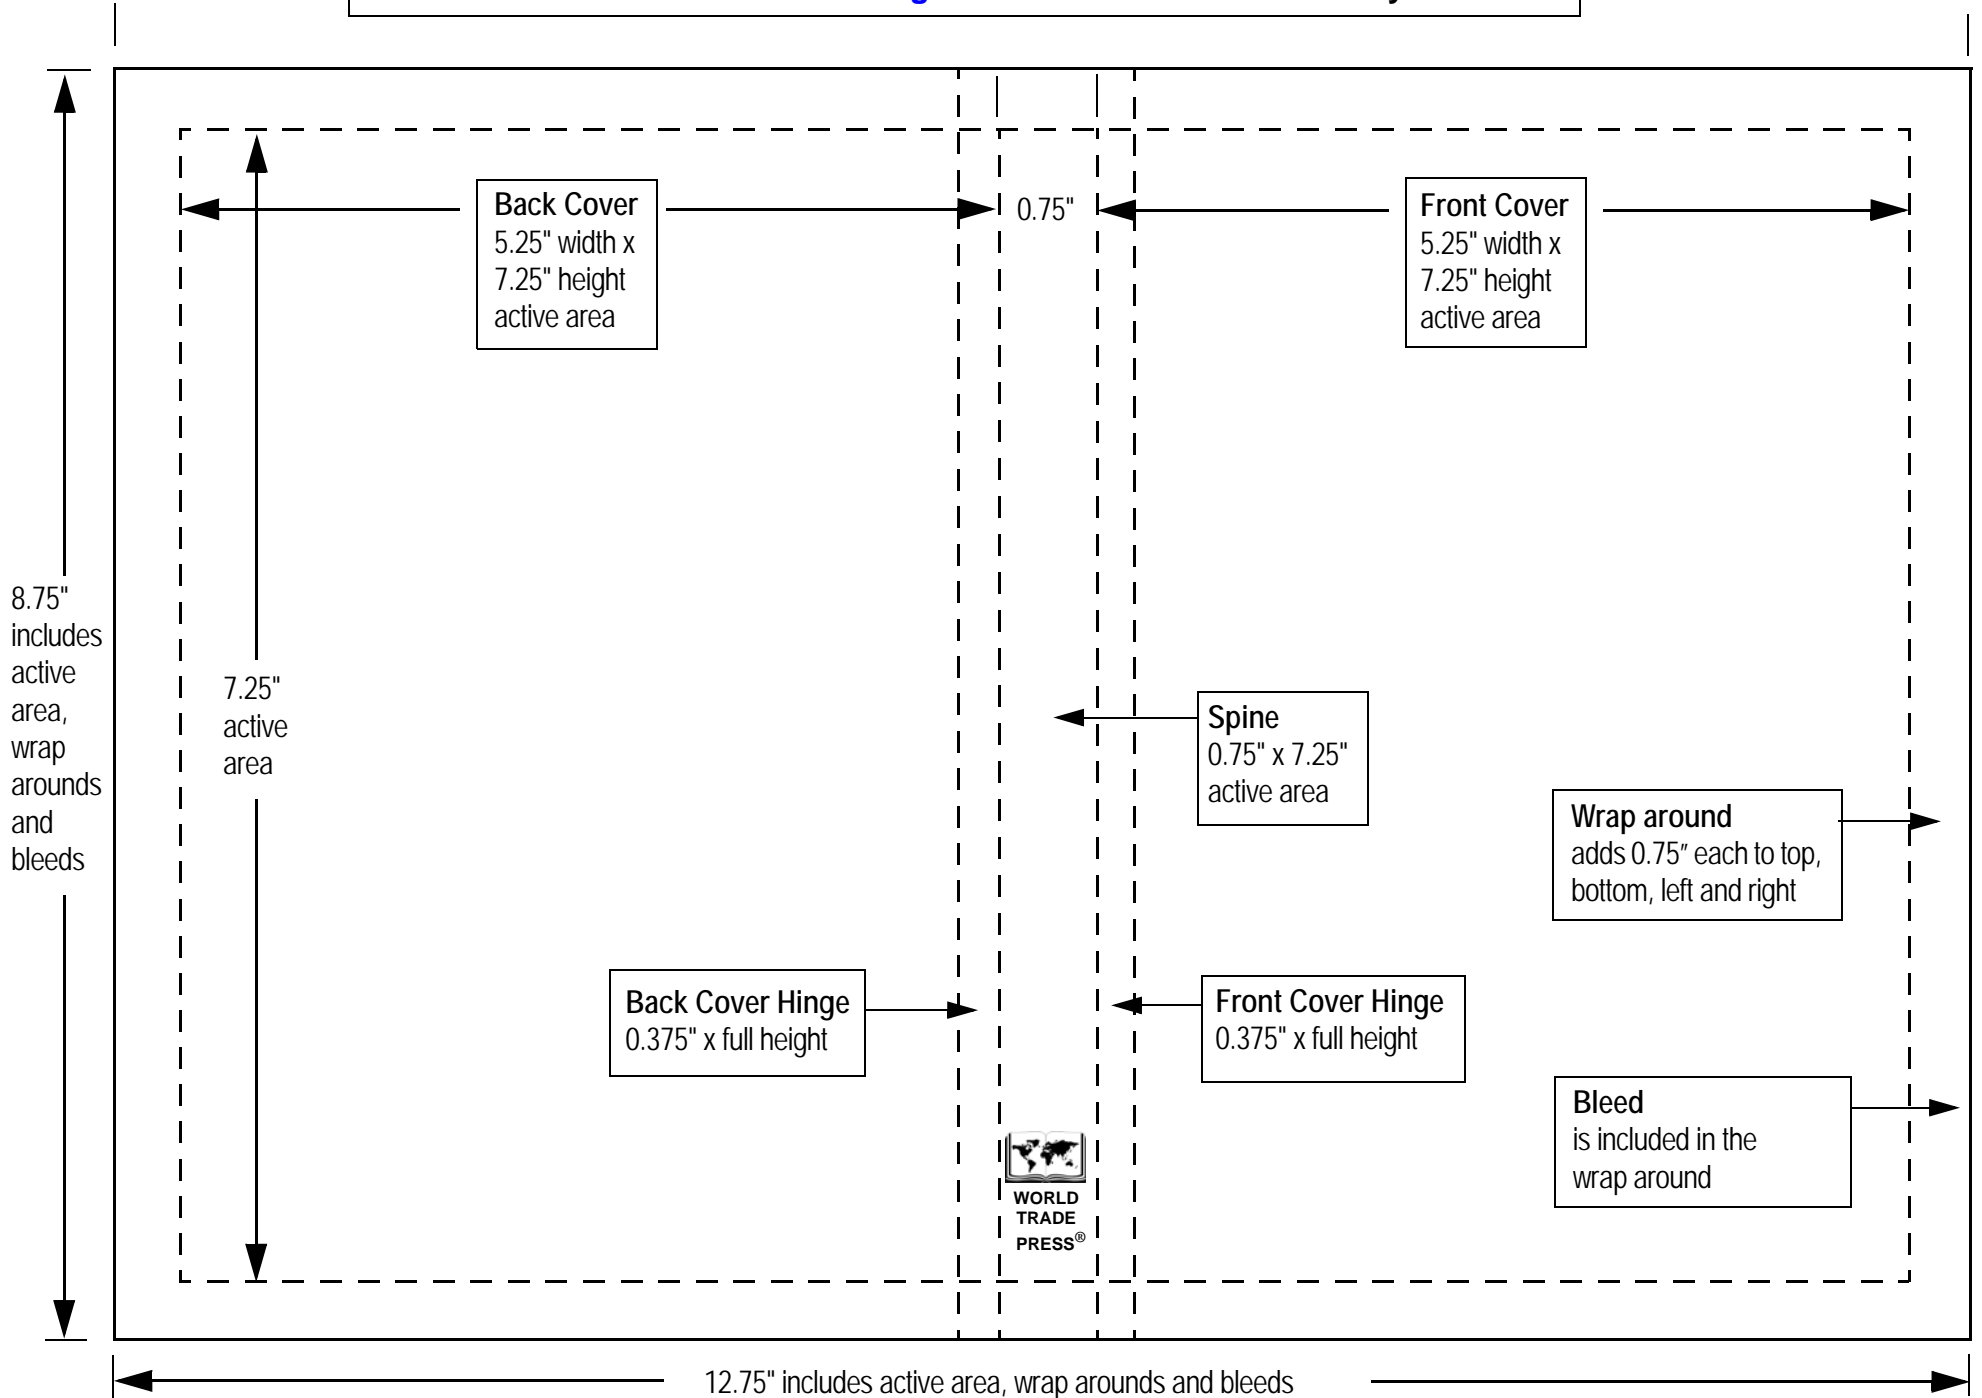 Back Cover
5.25" width x
7.25" height
active area
0.75"
Front Cover
5.25" width x
7.25" height
active area
8.75"
includes
active
area,
wrap
arounds
and
bleeds
7.25"
active
area
Spine
0.75" x 7.25"
active area
Wrap around
adds 0.75" each to top,
bottom, left and right
Back Cover Hinge
0.375" x full height
Front Cover Hinge
0.375" x full height
Bleed
is included in the
wrap around
WORLD
TRADE
PRESS®
12.75" includes active area, wrap arounds and bleeds